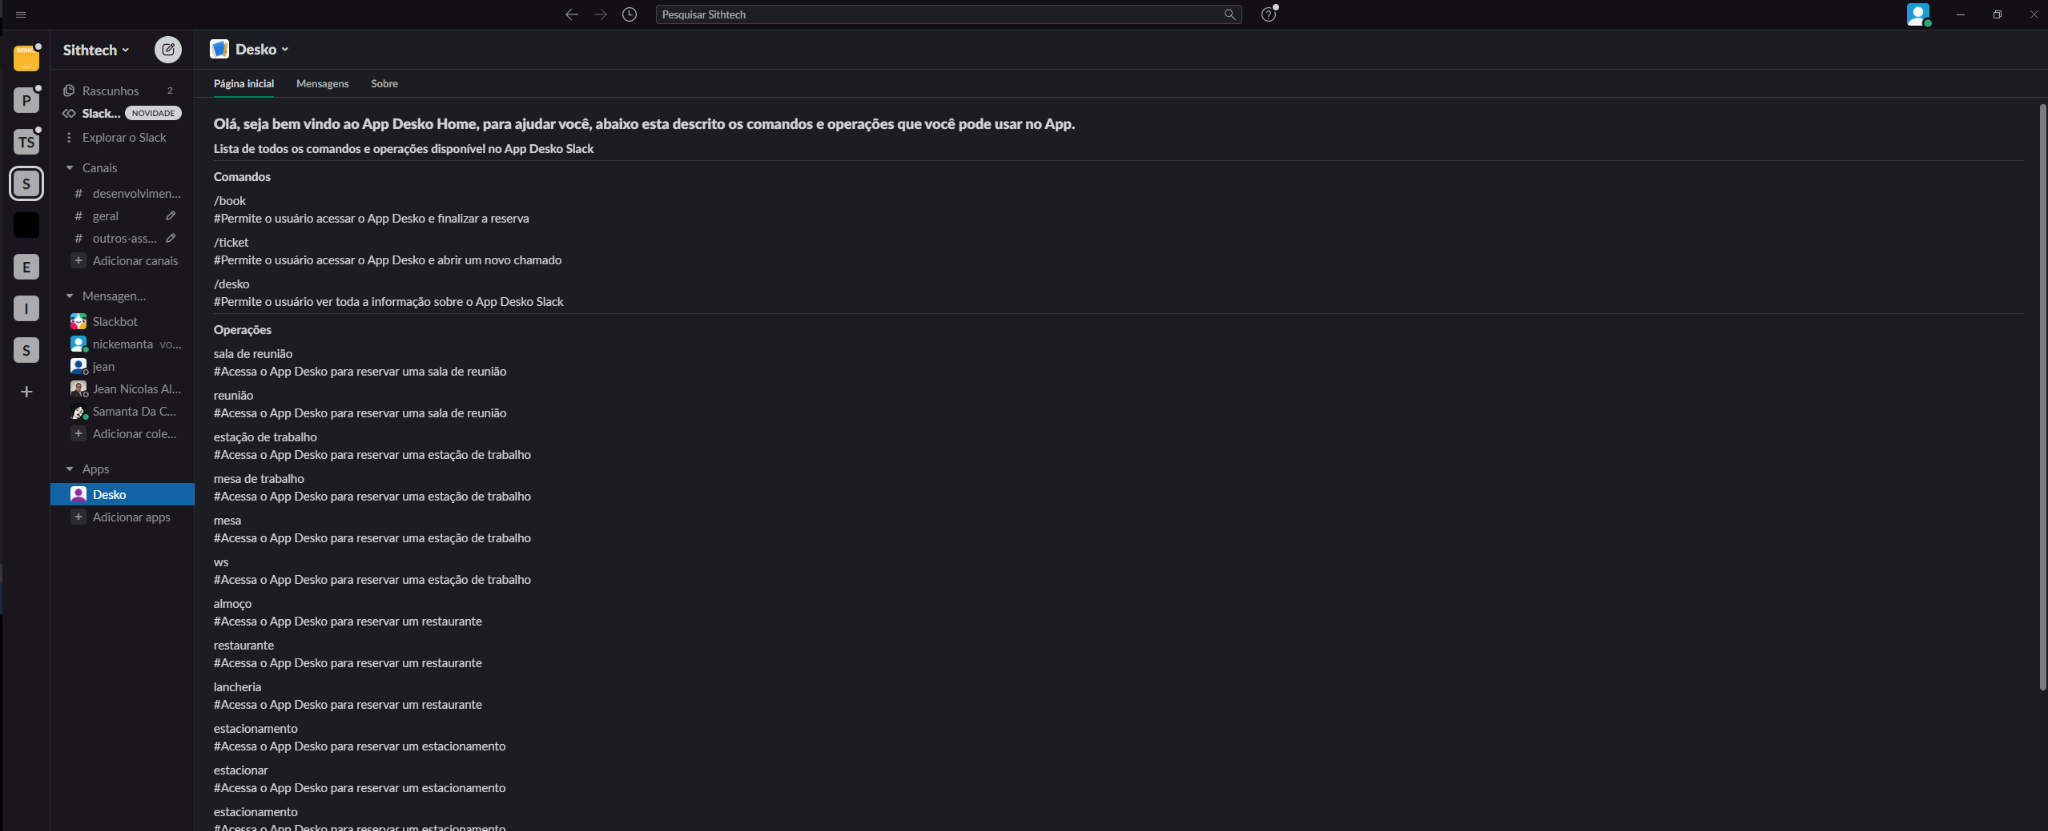 Pesquisar Sithtech
P
TS
S
E
I
S
+
Sithtech
Rascunhos 2
Slack... NOVIDADE
Explorar o Slack
Canais
# desenvolvimen...
# geral
# outros-ass...
+ Adicionar canais
Mensagen...
Slackbot
nickemanta vo...
jean
Jean Nicolas Al...
Samanta Da C...
+ Adicionar cole...
Apps
Desko
+ Adicionar apps
Desko
Página inicial Mensagens Sobre
Olá, seja bem vindo ao App Desko Home, para ajudar você, abaixo esta descrito os comandos e operações que você pode usar no App.
Lista de todos os comandos e operações disponível no App Desko Slack
Comandos
/book
#Permite o usuário acessar o App Desko e finalizar a reserva
/ticket
#Permite o usuário acessar o App Desko e abrir um novo chamado
/desko
#Permite o usuário ver toda a informação sobre o App Desko Slack
Operações
sala de reunião
#Acessa o App Desko para reservar uma sala de reunião
reunião
#Acessa o App Desko para reservar uma sala de reunião
estação de trabalho
#Acessa o App Desko para reservar uma estação de trabalho
mesa de trabalho
#Acessa o App Desko para reservar uma estação de trabalho
mesa
#Acessa o App Desko para reservar uma estação de trabalho
ws
#Acessa o App Desko para reservar uma estação de trabalho
almoço
#Acessa o App Desko para reservar um restaurante
restaurante
#Acessa o App Desko para reservar um restaurante
lancheria
#Acessa o App Desko para reservar um restaurante
estacionamento
#Acessa o App Desko para reservar um estacionamento
estacionar
#Acessa o App Desko para reservar um estacionamento
estacionamento
#Acessa o App Desko para reservar um estacionamento